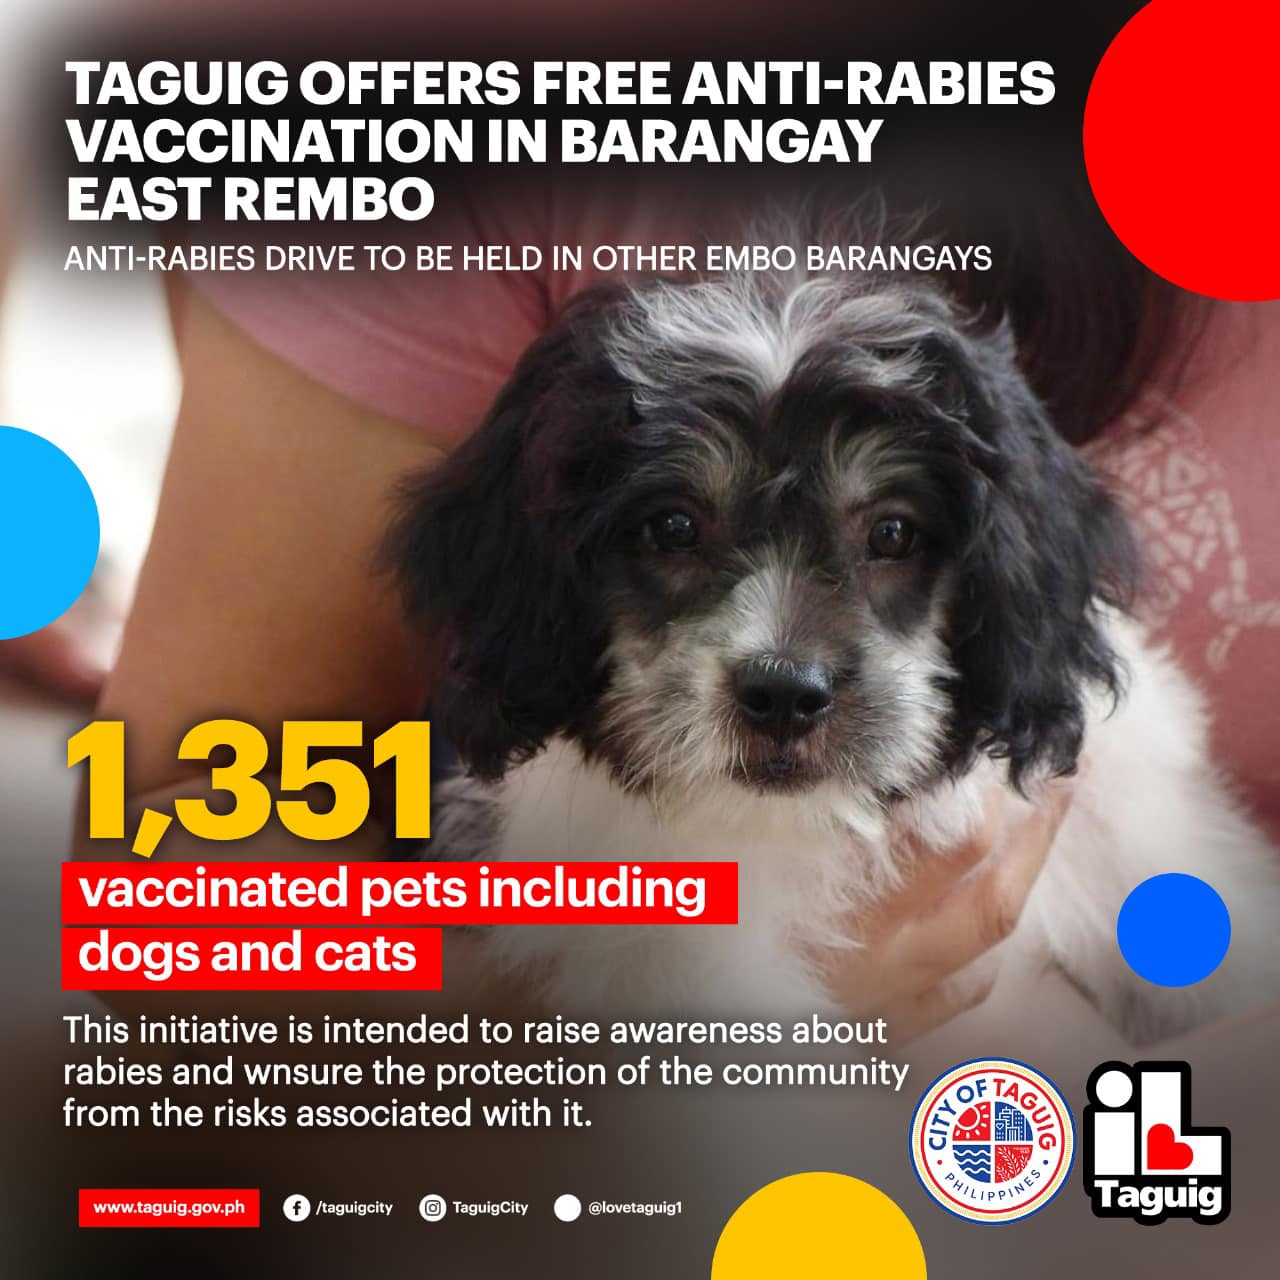 TAGUIG OFFERS FREE ANTI-RABIES
VACCINATION IN BARANGAY
EAST REMBO
ANTI-RABIES DRIVE TO BE HELD IN OTHER EMBO BARANGAYS
1,351
vaccinated pets including
dogs and cats
This initiative is intended to raise awareness about
rabies and wnsure the protection of the community
from the risks associated with it.
CITY OF TAGUIG
PHILIPPINES
iL
Taguig
www.taguig.gov.ph
/taguigcity
TaguigCity
@lovetaguig1